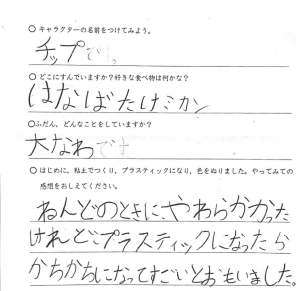 ○ キャラクターの名前をつけてみよう。
チップです。
○ どこにすんでいますか？好きな食べ物は何かな？
はなばたけミカン
○ふだん、どんなことをしていますか？
大なわです
○ はじめに、粘土でつくり、プラスティックになり、色をぬりました。やってみての
感想をおしえてください。
ねんどのときに、やわらかかった
けれどプラスティックになったら
かちかちになってすごいとおもいました。